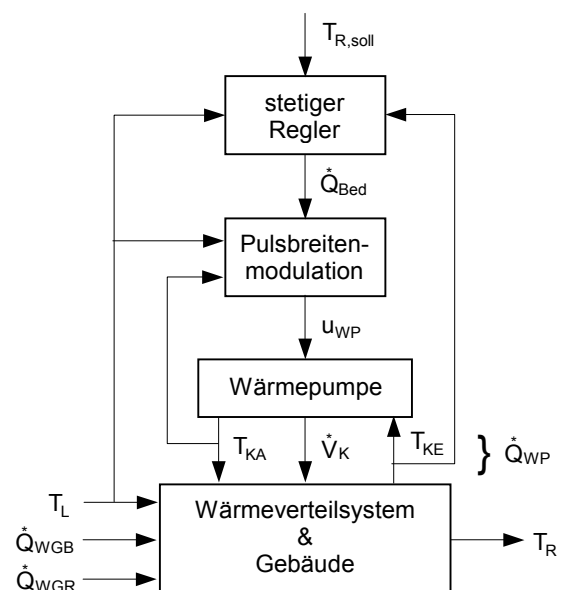 T_R,soll
stetiger
Regler
Q̇_Bed
Pulsbreiten-
modulation
u_WP
Wärmepumpe
T_KA
V̇_K
T_KE
} Q̇_WP
T_L
Wärmeverteilsystem
&
Gebäude
Q̇_WGB
T_R
Q̇_WGR